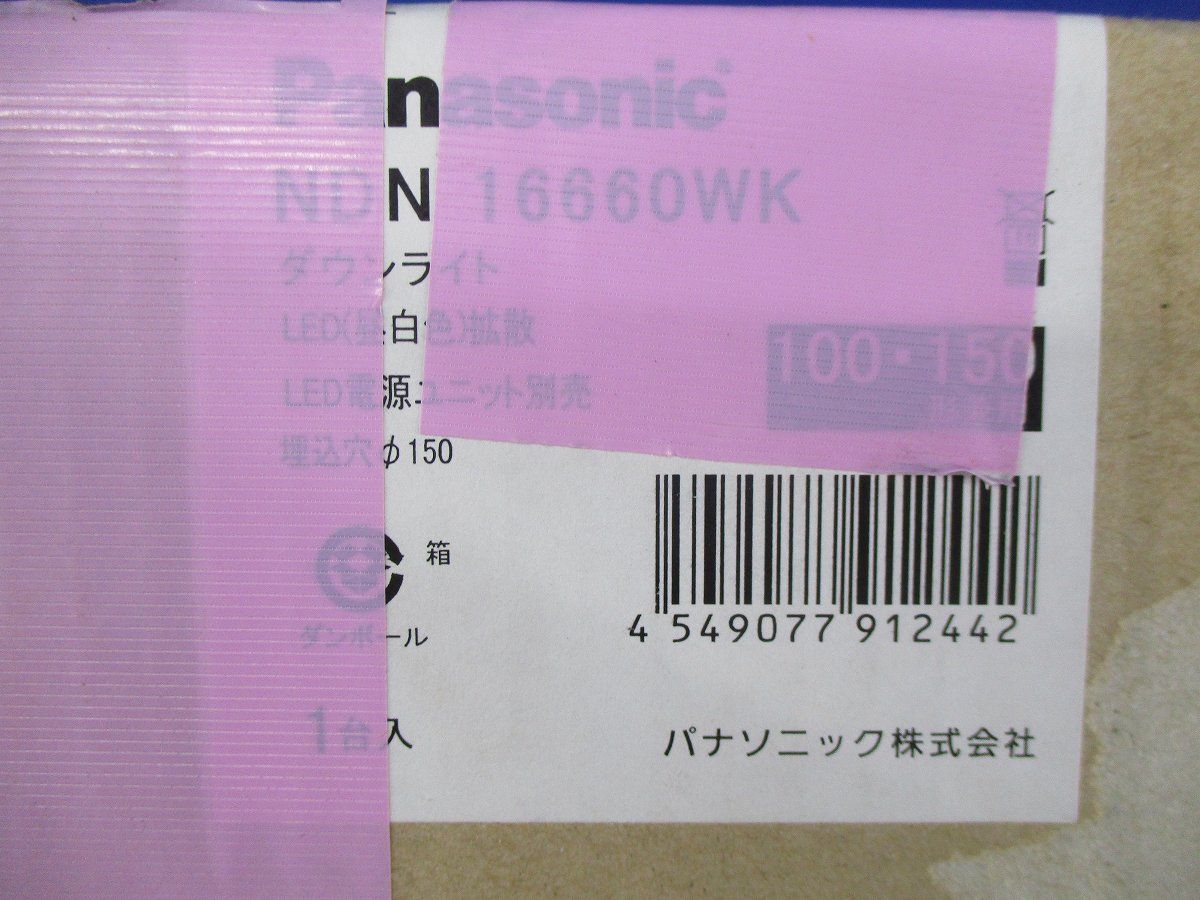 Panasonic
NDN16660WK
ダウンライト
LED(昼白色)拡散
LED電源ユニット別売
埋込穴φ150
100・150
箱
ダンボール
4 549077 912442
1台入
パナソニック株式会社